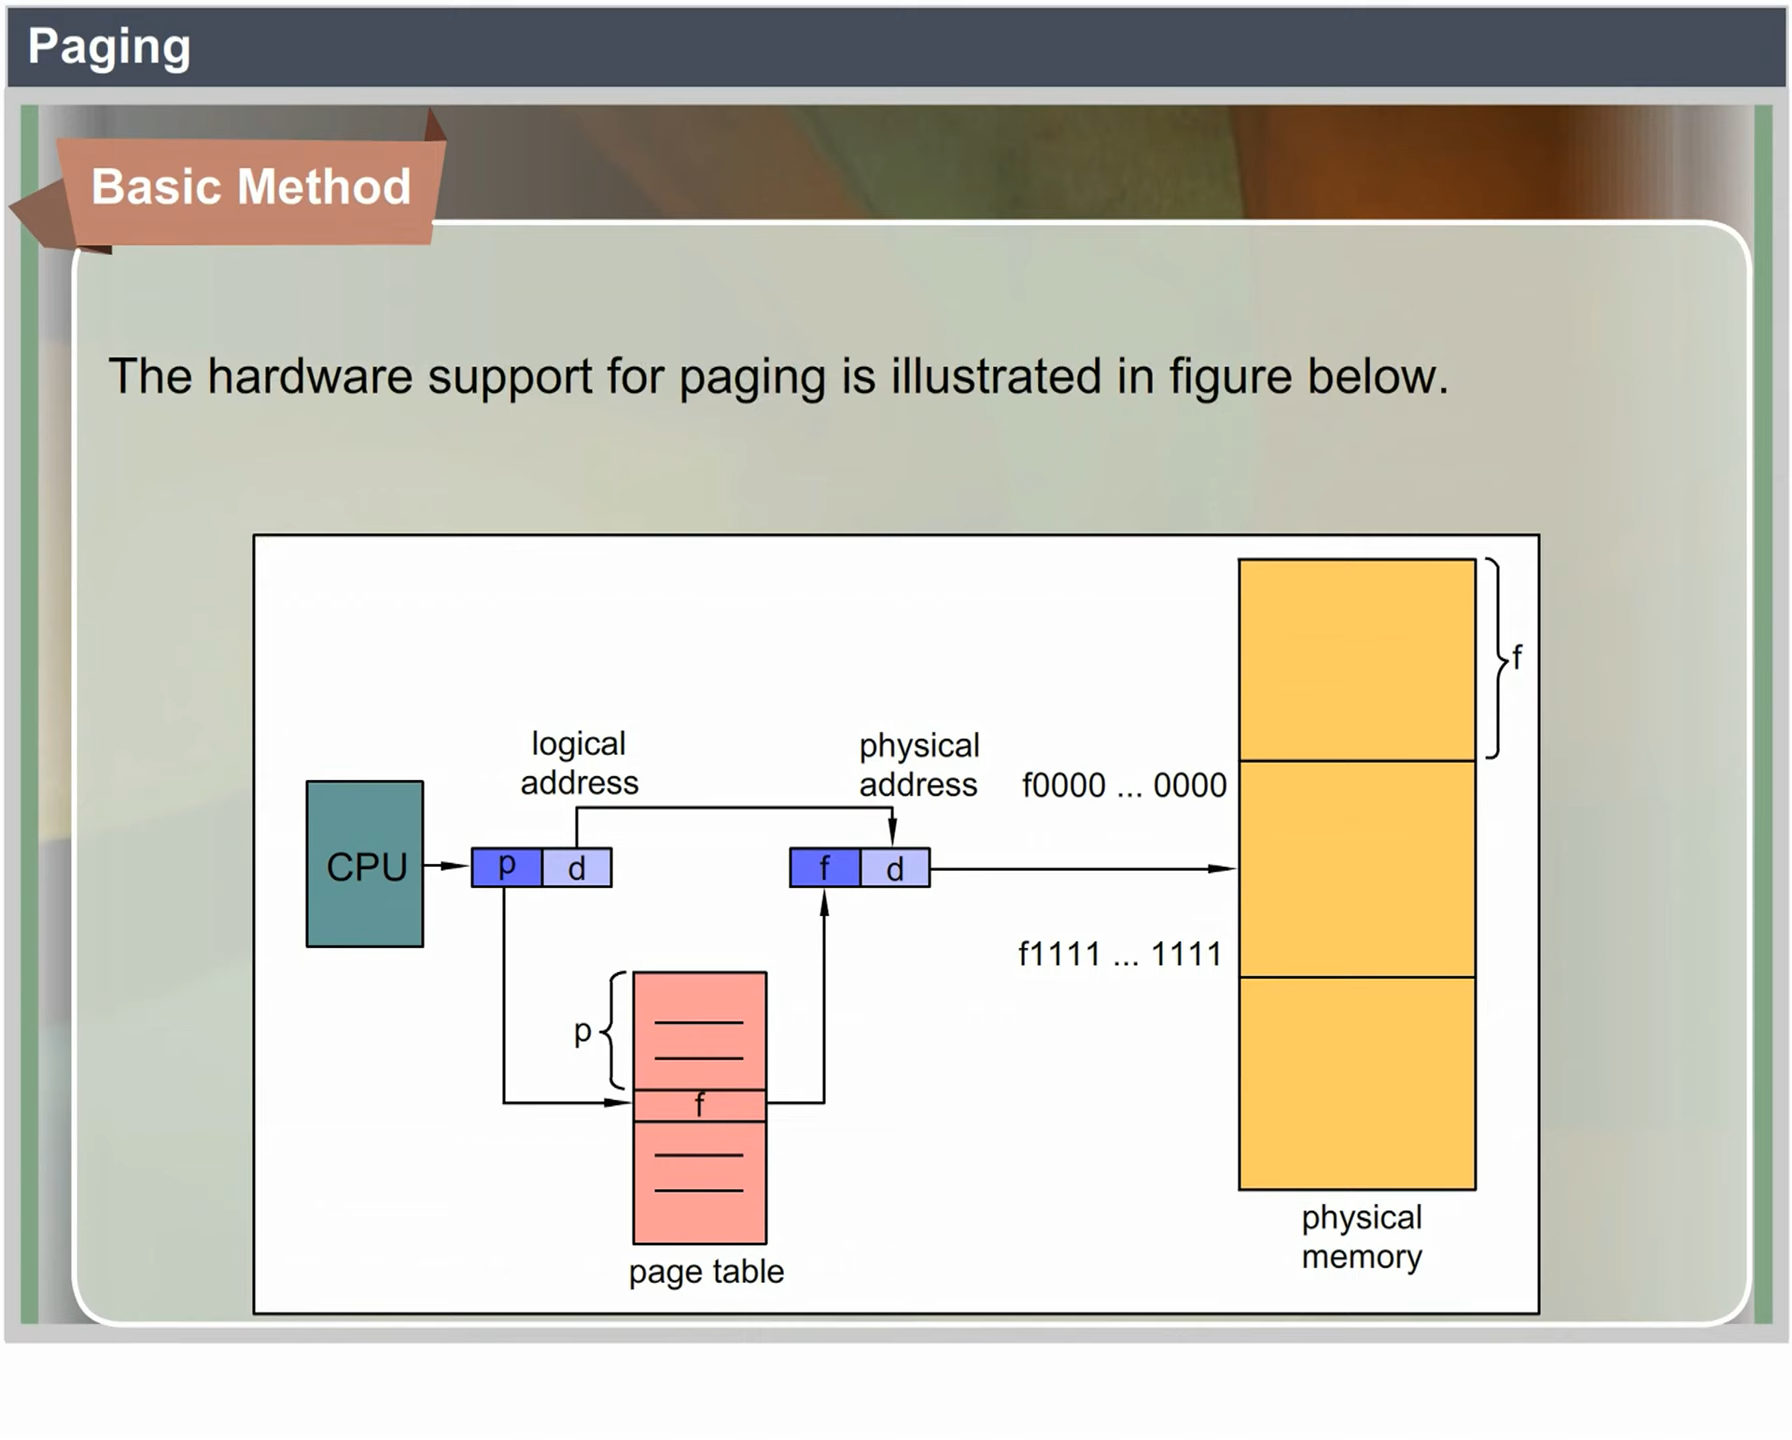 Paging
Basic Method
The hardware support for paging is illustrated in figure below.
f
logical
address
physical
address
f0000 ... 0000
CPU
p
d
f
d
f1111 ... 1111
p
f
page table
physical
memory